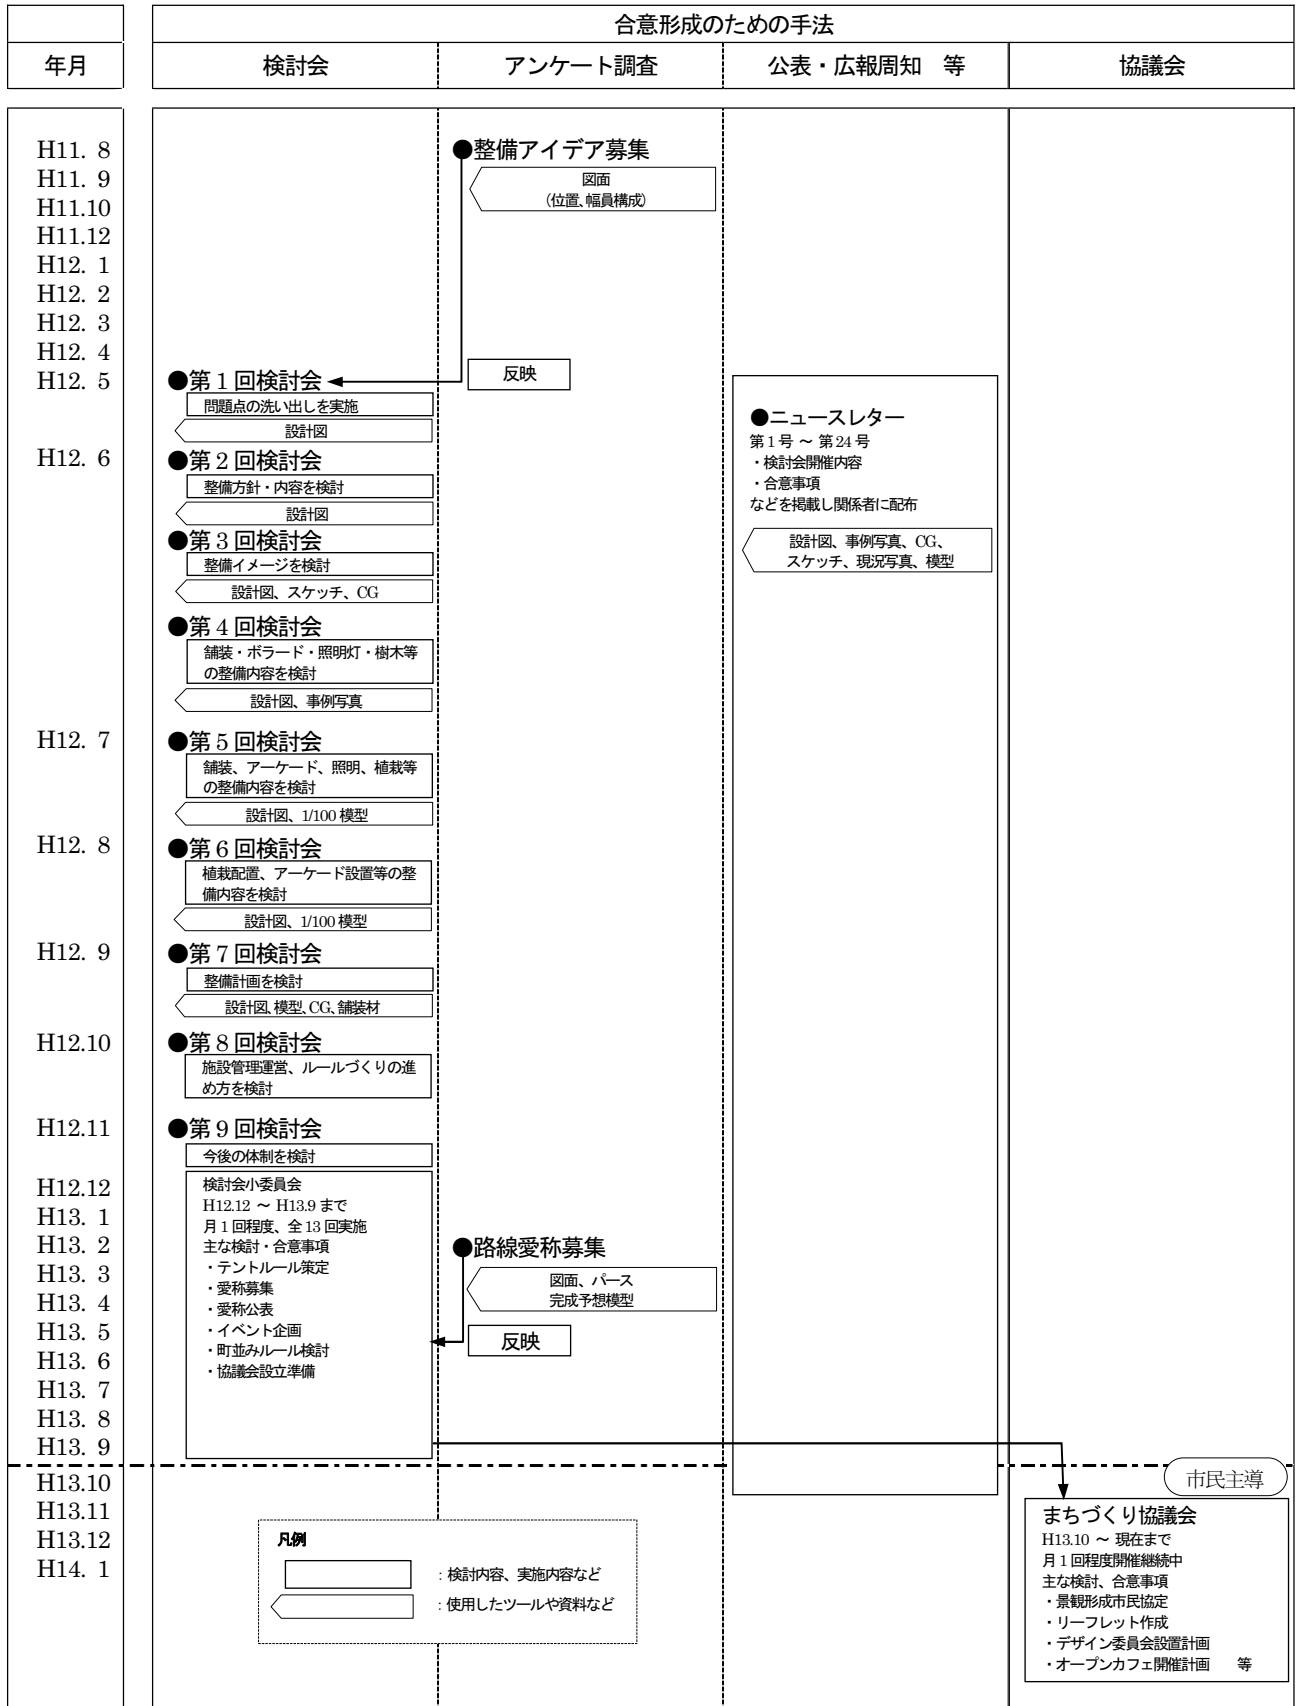 合意形成のための手法
年月
検討会
アンケート調査
公表・広報周知　等
協議会
H11. 8
●整備アイデア募集
H11. 9
図面
(位置、幅員構成)
H11.10
H11.12
H12. 1
H12. 2
H12. 3
H12. 4
H12. 5
●第1回検討会
反映
問題点の洗い出しを実施
設計図
●ニュースレター
第1号 ～ 第24号
・検討会開催内容
・合意事項
などを掲載し関係者に配布
設計図、事例写真、CG、
スケッチ、現況写真、模型
H12. 6
●第2回検討会
整備方針・内容を検討
設計図
●第3回検討会
整備イメージを検討
設計図、スケッチ、CG
●第4回検討会
舗装・ボラード・照明灯・樹木等
の整備内容を検討
設計図、事例写真
H12. 7
●第5回検討会
舗装、アーケード、照明、植栽等
の整備内容を検討
設計図、1/100模型
H12. 8
●第6回検討会
植栽配置、アーケード設置等の整
備内容を検討
設計図、1/100模型
H12. 9
●第7回検討会
整備計画を検討
設計図、模型、CG、舗装材
H12.10
●第8回検討会
施設管理運営、ルールづくりの進
め方を検討
H12.11
●第9回検討会
今後の体制を検討
H12.12
H13. 1
H13. 2
H13. 3
H13. 4
H13. 5
H13. 6
H13. 7
H13. 8
H13. 9
検討会小委員会
H12.12 ～ H13.9まで
月1回程度、全13回実施
主な検討・合意事項
・テントルール策定
・愛称募集
・愛称公表
・イベント企画
・町並みルール検討
・協議会設立準備
●路線愛称募集
図面、パース
完成予想模型
反映
H13.10
H13.11
H13.12
H14. 1
市民主導
まちづくり協議会
H13.10 ～ 現在まで
月1回程度開催継続中
主な検討、合意事項
・景観形成市民協定
・リーフレット作成
・デザイン委員会設置計画
・オープンカフェ開催計画　等
凡例
：検討内容、実施内容など
：使用したツールや資料など